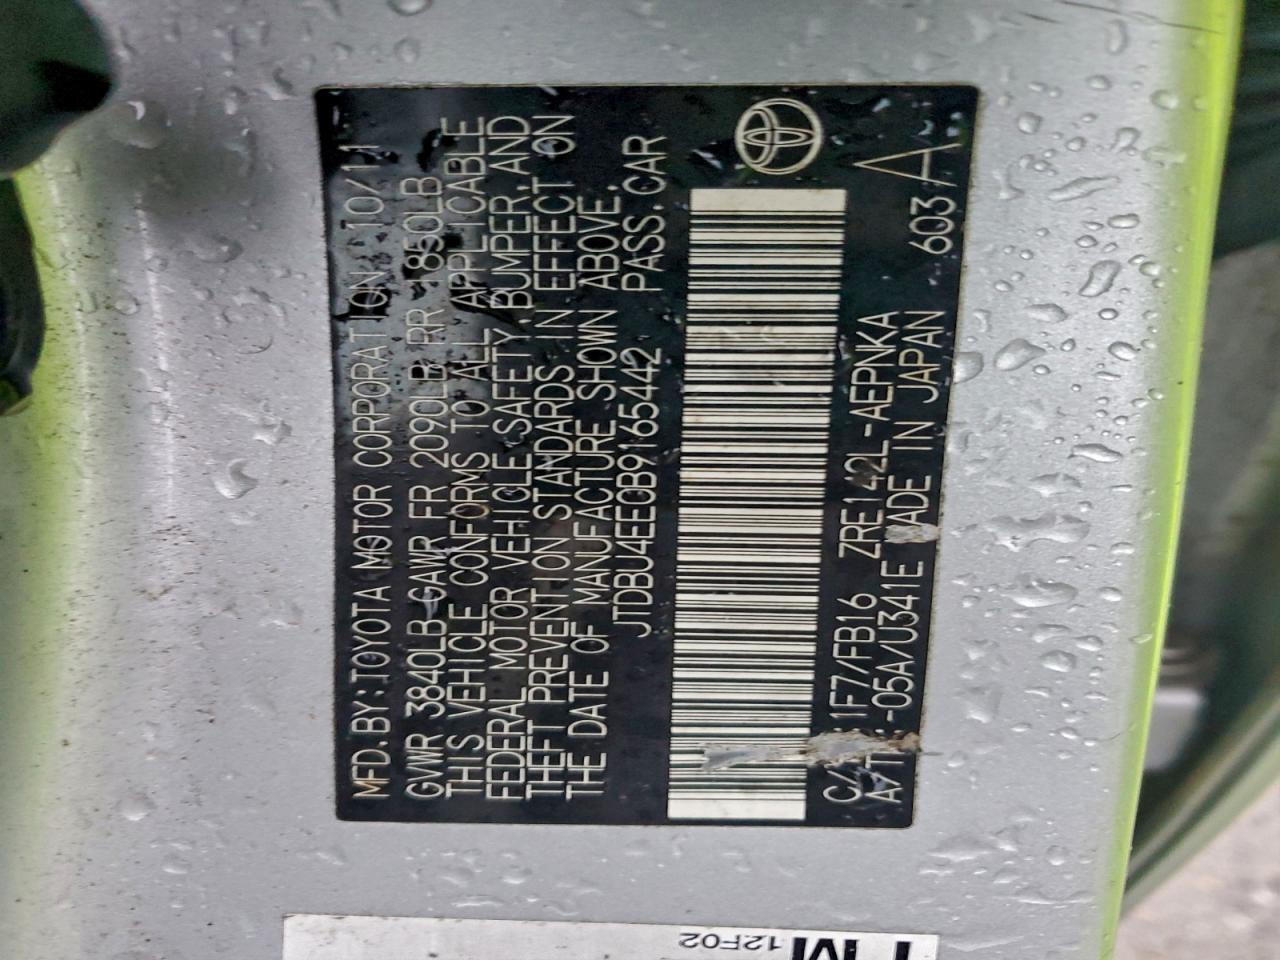 MFD. BY: TOYOTA MOTOR CORPORATION 10/11
GVWR 3840LB GAWR FR 2090LB RR 1850LB
THIS VEHICLE CONFORMS TO ALL APPLICABLE
FEDERAL MOTOR VEHICLE SAFETY BUMPER, AND
THEFT PREVENTION STANDARDS IN EFFECT ON
THE DATE OF MANUFACTURE SHOWN ABOVE.
JTDBU4EE0B9165442 PASS. CAR
C/ 1F7/FB16 ZRE142L-AEPNKA
A/T -05A/U341E MADE IN JAPAN 603 A
12F02